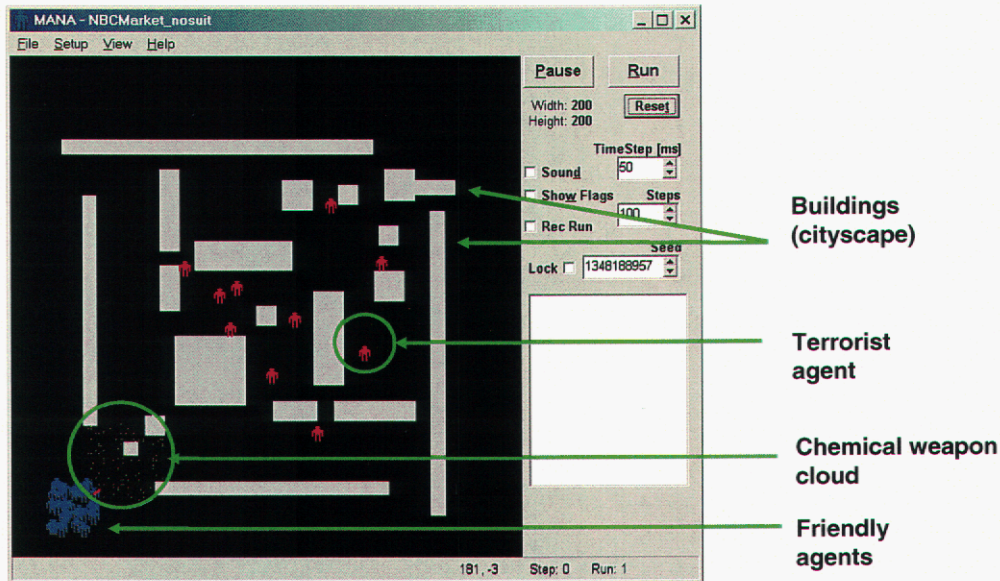 MANA - NBCMarket_nosuit
File Setup View Help
Pause Run
Width: 200
Height: 200
Reset
TimeStep [ms]
Sound 50
Show Flags Steps
100
Rec Run
Seed
Lock 1348188957
Buildings
(cityscape)
Terrorist
agent
Chemical weapon
cloud
Friendly
agents
181, -3 Step: 0 Run: 1